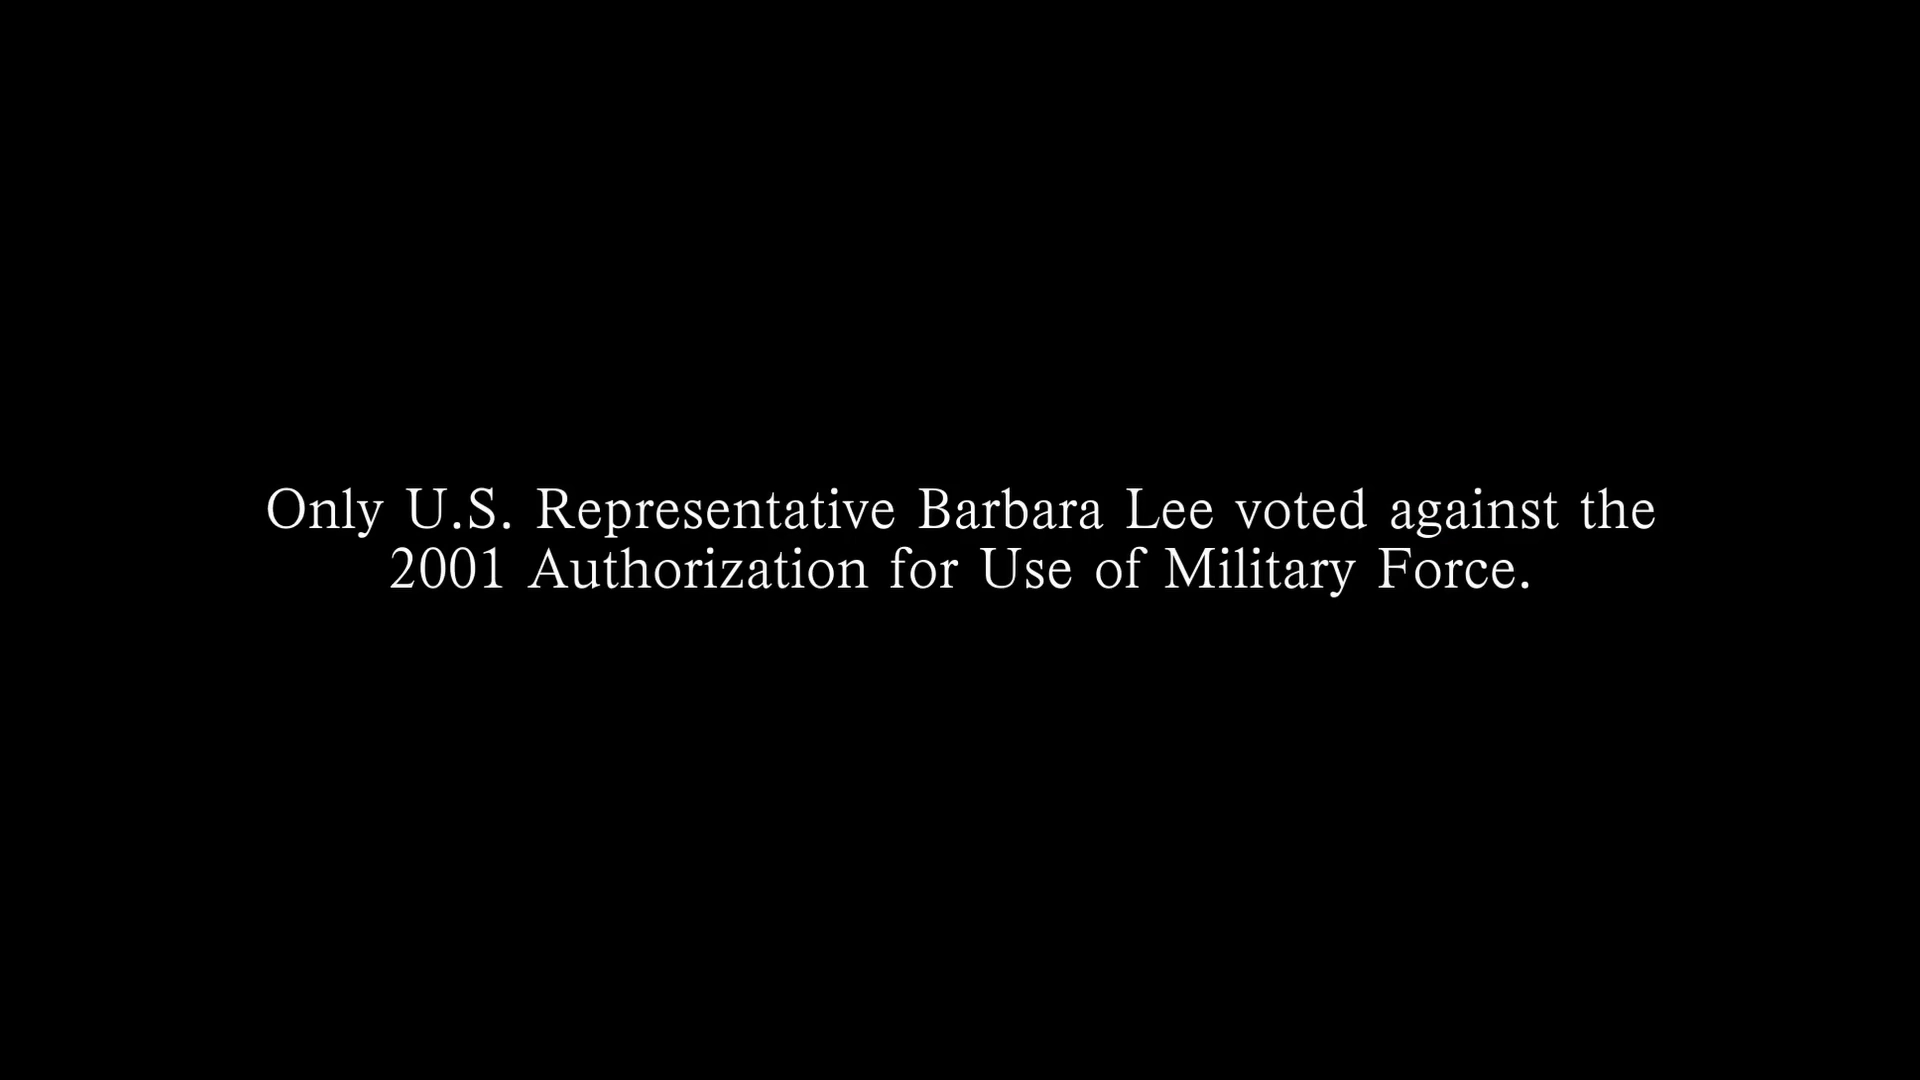 Only U.S. Representative Barbara Lee voted against the
2001 Authorization for Use of Military Force.